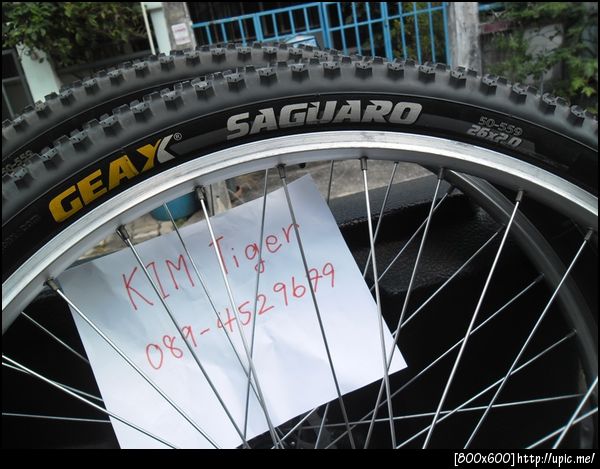 GEAX® SAGUARO 50-559
26X2.0
KIM Tiger
089-4529679
[800x600]http://upic.me/